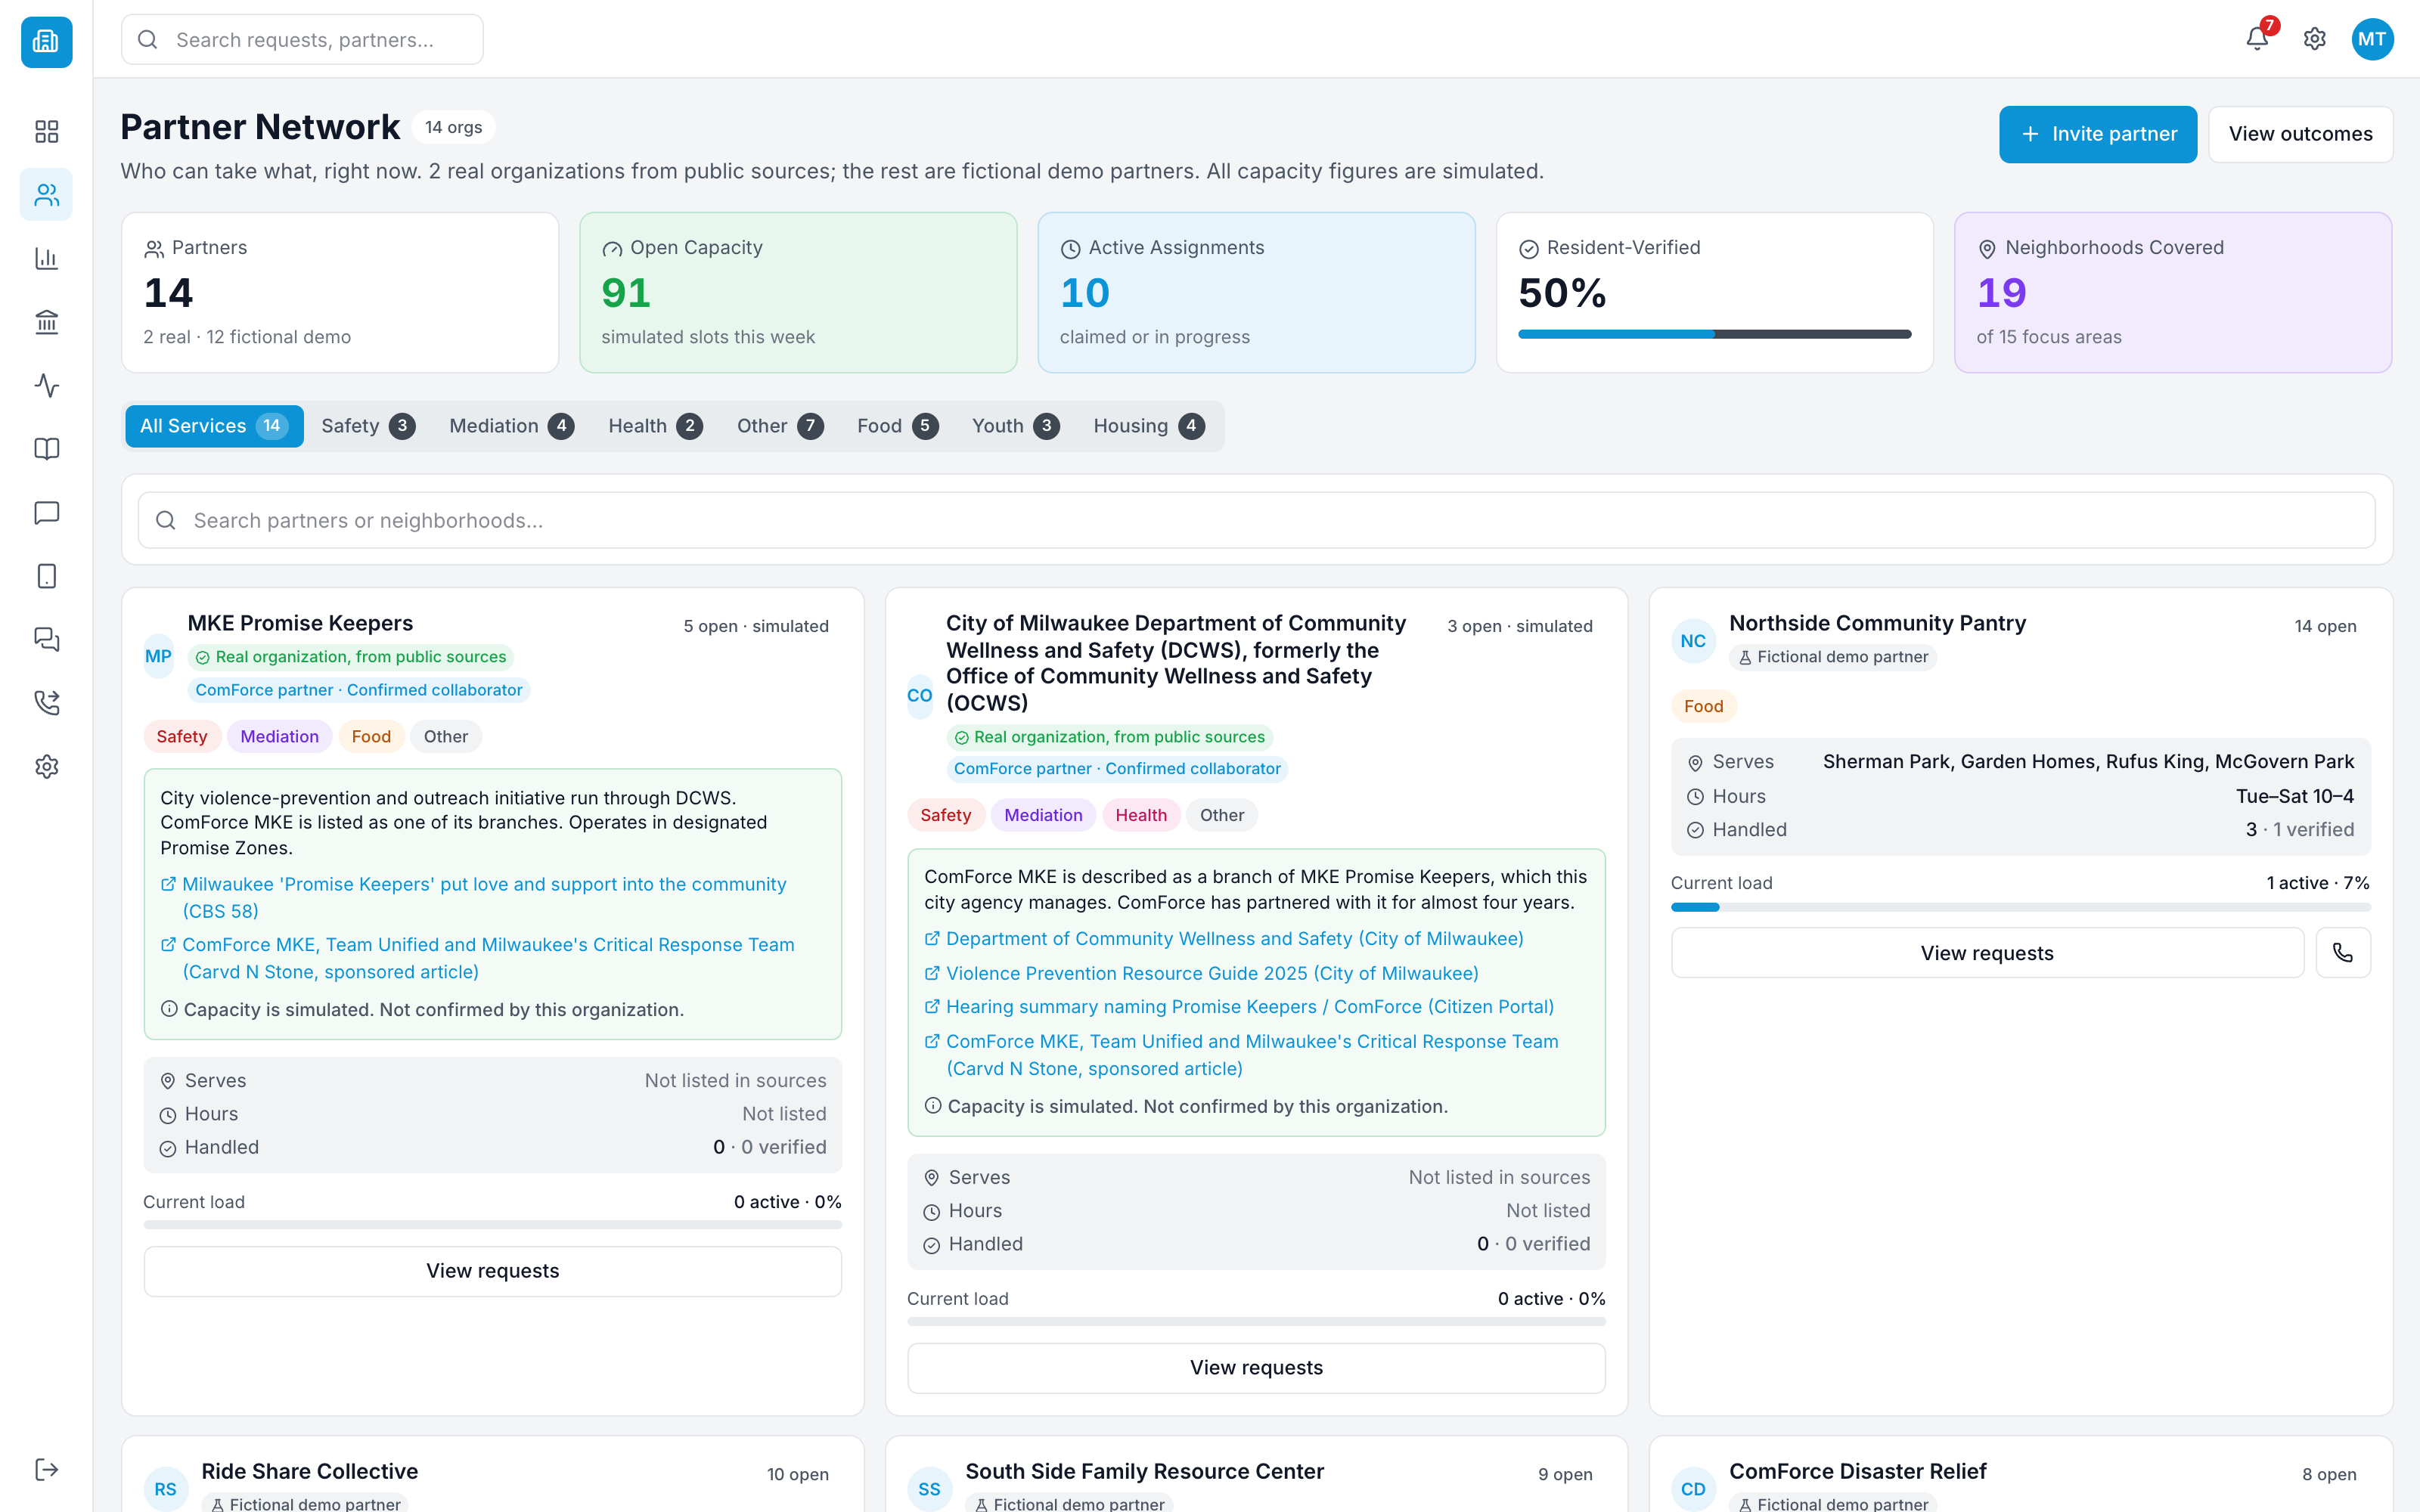 Search requests, partners...
7
MT
Partner Network
14 orgs
Who can take what, right now. 2 real organizations from public sources; the rest are fictional demo partners. All capacity figures are simulated.
Invite partner
View outcomes
Partners
14
2 real · 12 fictional demo
Open Capacity
91
simulated slots this week
Active Assignments
10
claimed or in progress
Resident-Verified
50%
Neighborhoods Covered
19
of 15 focus areas
All Services 14
Safety 3
Mediation 4
Health 2
Other 7
Food 5
Youth 3
Housing 4
Search partners or neighborhoods...
MP
MKE Promise Keepers
5 open · simulated
Real organization, from public sources
ComForce partner · Confirmed collaborator
Safety
Mediation
Food
Other
City violence-prevention and outreach initiative run through DCWS.
ComForce MKE is listed as one of its branches. Operates in designated
Promise Zones.
Milwaukee 'Promise Keepers' put love and support into the community
(CBS 58)
ComForce MKE, Team Unified and Milwaukee's Critical Response Team
(Carvd N Stone, sponsored article)
Capacity is simulated. Not confirmed by this organization.
Serves Not listed in sources
Hours Not listed
Handled 0 · 0 verified
Current load 0 active · 0%
View requests
CO
City of Milwaukee Department of Community
Wellness and Safety (DCWS), formerly the
Office of Community Wellness and Safety
(OCWS)
3 open · simulated
Real organization, from public sources
ComForce partner · Confirmed collaborator
Safety
Mediation
Health
Other
ComForce MKE is described as a branch of MKE Promise Keepers, which this
city agency manages. ComForce has partnered with it for almost four years.
Department of Community Wellness and Safety (City of Milwaukee)
Violence Prevention Resource Guide 2025 (City of Milwaukee)
Hearing summary naming Promise Keepers / ComForce (Citizen Portal)
ComForce MKE, Team Unified and Milwaukee's Critical Response Team
(Carvd N Stone, sponsored article)
Capacity is simulated. Not confirmed by this organization.
Serves Not listed in sources
Hours Not listed
Handled 0 · 0 verified
Current load 0 active · 0%
View requests
NC
Northside Community Pantry
14 open
Fictional demo partner
Food
Serves Sherman Park, Garden Homes, Rufus King, McGovern Park
Hours Tue–Sat 10–4
Handled 3 · 1 verified
Current load 1 active · 7%
View requests
RS
Ride Share Collective
10 open
Fictional demo partner
SS
South Side Family Resource Center
9 open
Fictional demo partner
CD
ComForce Disaster Relief
8 open
Fictional demo partner